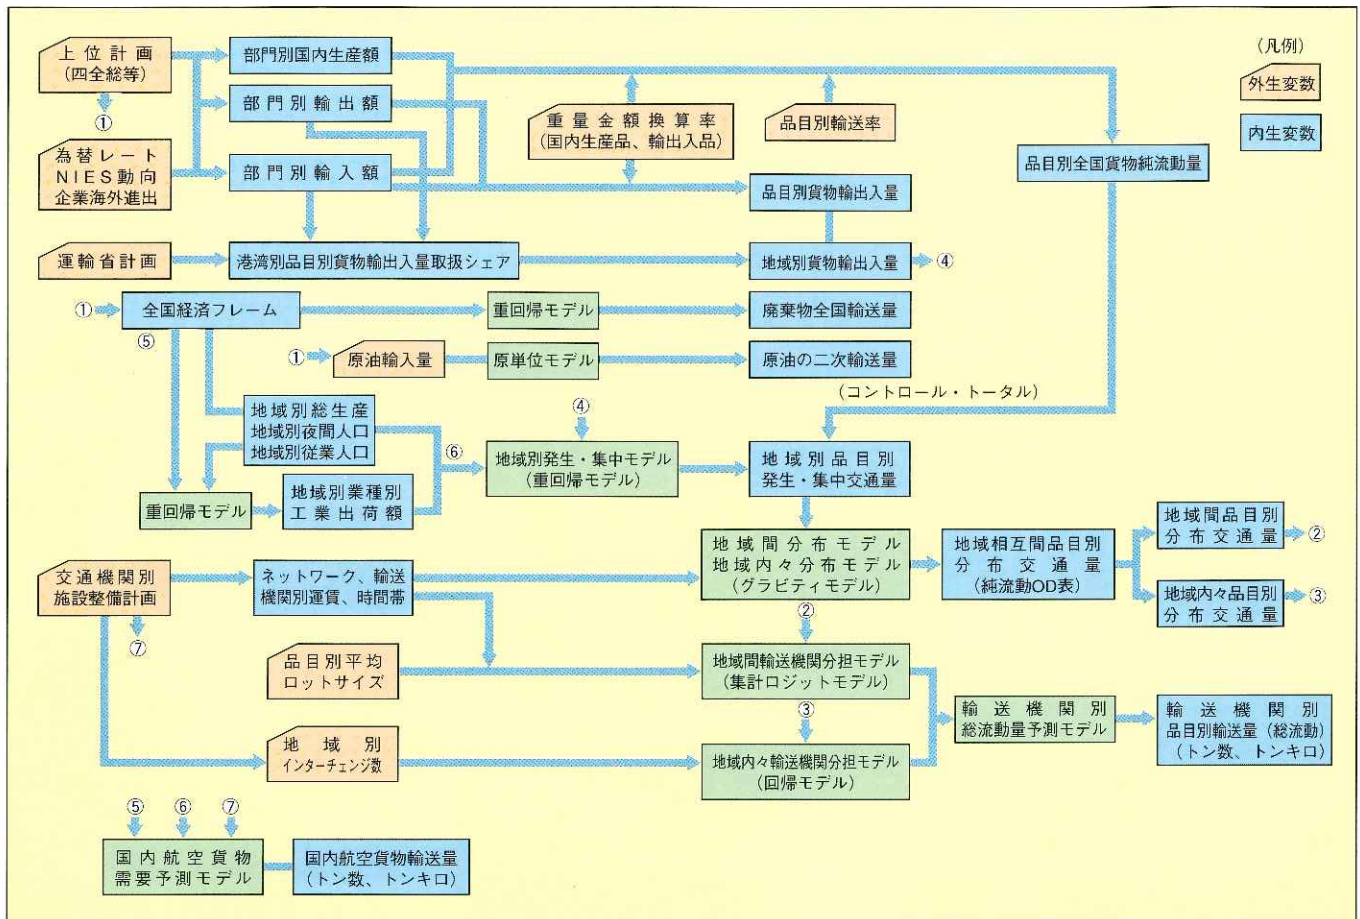 上位計画
(四全総等)
①
為替レート
NIES動向
企業海外進出
部門別国内生産額
部門別輸出額
部門別輸入額
重量金額換算率
(国内生産品、輸出入品)
品目別輸送率
(凡例)
外生変数
内生変数
品目別全国貨物純流動量
品目別貨物輸出入量
運輸省計画
港湾別品目別貨物輸出入量取扱シェア
地域別貨物輸出入量
④
①
全国経済フレーム
重回帰モデル
廃棄物全国輸送量
⑤
①
原油輸入量
原単位モデル
原油の二次輸送量
(コントロール・トータル)
地域別総生産
地域別夜間人口
地域別従業人口
⑥
④
地域別発生・集中モデル
(重回帰モデル)
地域別品目別
発生・集中交通量
重回帰モデル
地域別業種別
工業出荷額
交通機関別
施設整備計画
⑦
ネットワーク、輸送
機関別運賃、時間帯
地域間分布モデル
地域内々分布モデル
(グラビティモデル)
地域相互間品目別
分布交通量
(純流動OD表)
地域間品目別
分布交通量
②
地域内々品目別
分布交通量
③
②
品目別平均
ロットサイズ
地域間輸送機関分担モデル
(集計ロジットモデル)
③
地域別
インターチェンジ数
地域内々輸送機関分担モデル
(回帰モデル)
輸送機関別
総流動量予測モデル
輸送機関別
品目別輸送量(総流動)
(トン数、トンキロ)
⑤ ⑥ ⑦
国内航空貨物
需要予測モデル
国内航空貨物輸送量
(トン数、トンキロ)